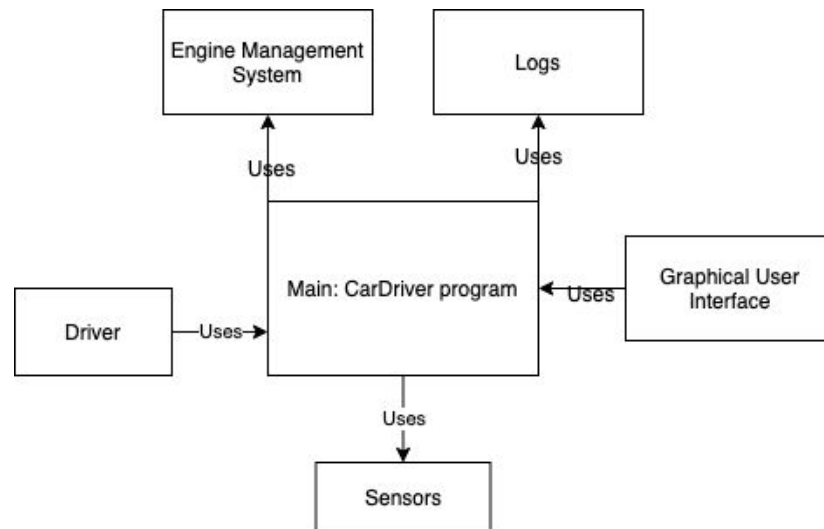 Engine Management
System
Logs
Uses
Uses
Main: CarDriver program
Graphical User
Interface
Uses
Driver
Uses
Uses
Sensors